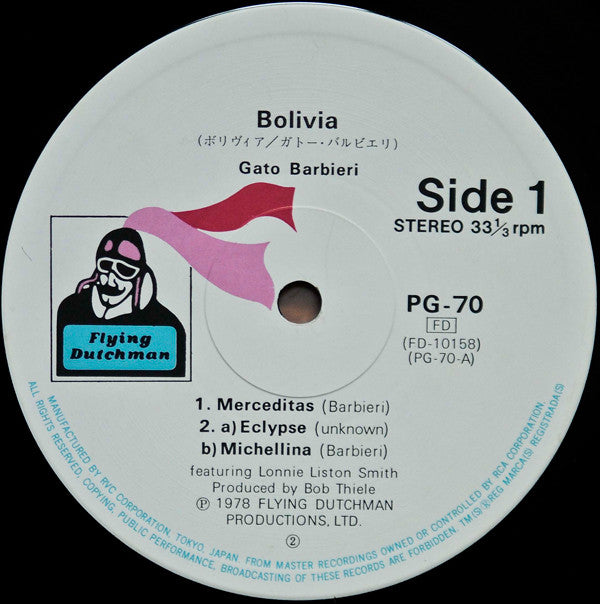 Bolivia
(ボリヴィア/ガトー・バルビエリ)
Gato Barbieri
Side 1
STEREO 33⅓ rpm
Flying
Dutchman
PG-70
FD
(FD-10158)
(PG-70-A)
1. Merceditas (Barbieri)
2. a) Eclypse (unknown)
b) Michellina (Barbieri)
featuring Lonnie Liston Smith
Produced by Bob Thiele
Ⓟ 1978 FLYING DUTCHMAN
PRODUCTIONS, LTD.
②
MANUFACTURED BY RVC CORPORATION, TOKYO, JAPAN. FROM MASTER RECORDINGS OWNED OR CONTROLLED BY RCA CORPORATION.
ALL RIGHTS RESERVED, COPYING, PUBLIC PERFORMANCE, BROADCASTING OF THESE RECORDS ARE FORBIDDEN. TM(S)® REG MARCA(S) REGISTRADA(S)